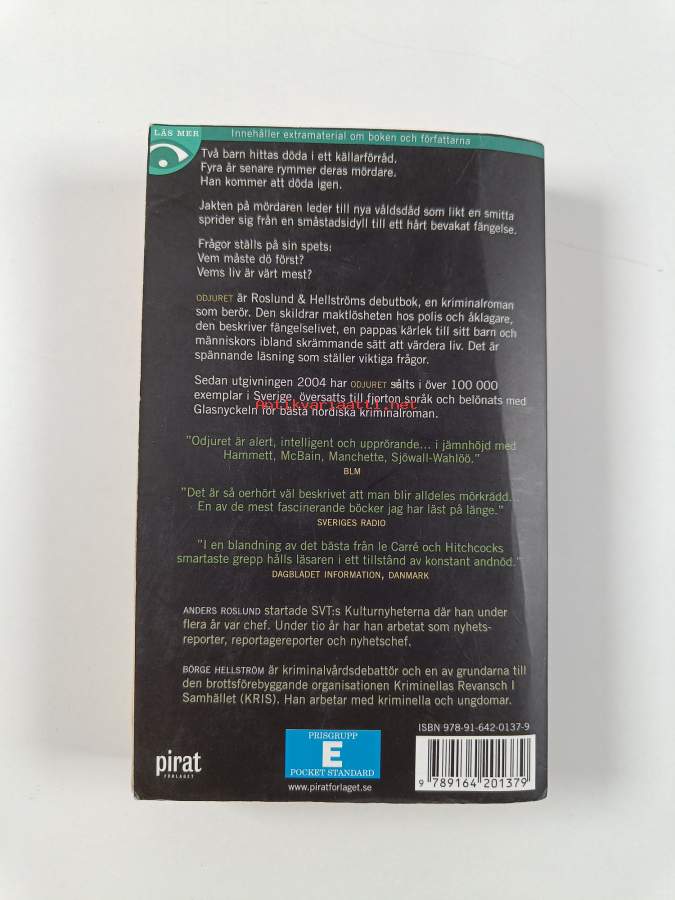 LÄS MER
Innehåller extramaterial om boken och författarna
Två barn hittas döda i ett källarförråd.
Fyra år senare rymmer deras mördare.
Han kommer att döda igen.
Jakten på mördaren leder till nya våldsdåd som likt en smitta
sprider sig från en småstadsidyll till ett hårt bevakat fängelse.
Frågor ställs på sin spets:
Vem måste dö först?
Vems liv är värt mest?
ODJURET är Roslund & Hellströms debutbok, en kriminalroman
som berör. Den skildrar maktlösheten hos polis och åklagare,
den beskriver fängelselivet, en pappas kärlek till sitt barn och
människors ibland skrämmande sätt att värdera liv. Det är
spännande läsning som ställer viktiga frågor.
Sedan utgivningen 2004 har ODJURET sålts i över 100 000
exemplar i Sverige, översatts till fjorton språk och belönats med
Antikvariaatti.net
Glasnyckeln för bästa nordiska kriminalroman.
"Odjuret är alert, intelligent och upprörande... i jämnhöjd med
Hammett, McBain, Manchette, Sjöwall-Wahlöö."
BLM
"Det är så oerhört väl beskrivet att man blir alldeles mörkrädd...
En av de mest fascinerande böcker jag har läst på länge."
SVERIGES RADIO
"I en blandning av det bästa från le Carré och Hitchcocks
smartaste grepp hålls läsaren i ett tillstånd av konstant andnöd."
DAGBLADET INFORMATION, DANMARK
ANDERS ROSLUND startade SVT:s Kulturnyheterna där han under
flera år var chef. Under tio år har han arbetat som nyhets-
reporter, reportagereporter och nyhetschef.
BÖRGE HELLSTRÖM är kriminalvårdsdebattör och en av grundarna till
den brottsförebyggande organisationen Kriminellas Revansch I
Samhället (KRIS). Han arbetar med kriminella och ungdomar.
ISBN 978-91-642-0137-9
pirat
FÖRLAGET
PRISGRUPP
E
POCKET STANDARD
www.piratforlaget.se
9 789164 201379